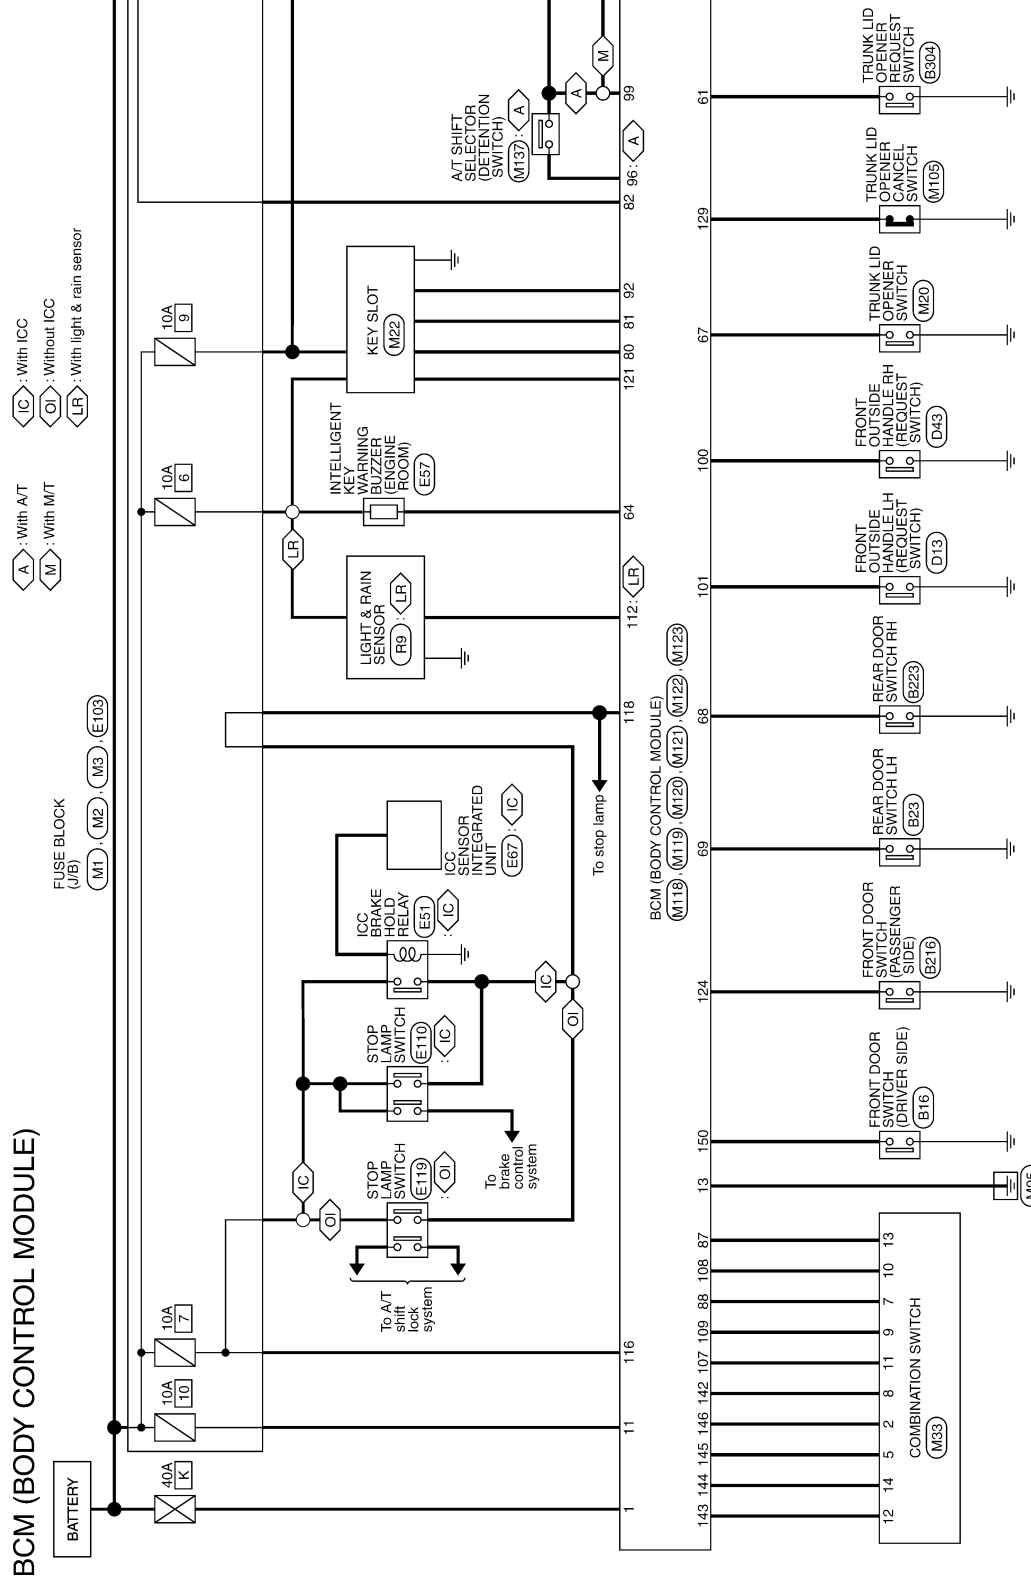 BCM (BODY CONTROL MODULE)
BATTERY
FUSE BLOCK
(J/B)
M1 , M2 , M3 , E103
A : With A/T
M : With M/T
IC : With ICC
OI : Without ICC
LR : With light & rain sensor
40A
K
10A
10
10A
7
10A
6
10A
9
IC
OI
To A/T
shift
lock
system
STOP
LAMP
SWITCH
E119
: OI
To
brake
control
system
STOP
LAMP
SWITCH
E110
: IC
ICC
BRAKE
HOLD
RELAY
E51
: IC
ICC
SENSOR
INTEGRATED
UNIT
E67 : IC
IC
OI
To stop lamp
LIGHT & RAIN
SENSOR
R9 : LR
LR
INTELLIGENT
KEY
WARNING
BUZZER
(ENGINE
ROOM)
E57
KEY SLOT
M22
A/T SHIFT
SELECTOR
(DETENTION
SWITCH)
M137 : A
A
M
1
11
116
118
112: LR
64
121
80
81
92
82
96: A
99
BCM (BODY CONTROL MODULE)
M118 , M119 , M120 , M121 , M122 , M123
143
144
145
146
142
107
109
88
108
87
13
150
124
69
68
101
100
67
129
61
12
14
5
2
8
11
9
7
10
13
COMBINATION SWITCH
M33
FRONT DOOR
SWITCH
(DRIVER SIDE)
B16
FRONT DOOR
SWITCH
(PASSENGER
SIDE)
B216
REAR DOOR
SWITCH LH
B23
REAR DOOR
SWITCH RH
B223
FRONT
OUTSIDE
HANDLE LH
(REQUEST
SWITCH)
D13
FRONT
OUTSIDE
HANDLE RH
(REQUEST
SWITCH)
D43
TRUNK LID
OPENER
SWITCH
M20
TRUNK LID
OPENER
CANCEL
SWITCH
M105
TRUNK LID
OPENER
REQUEST
SWITCH
B304